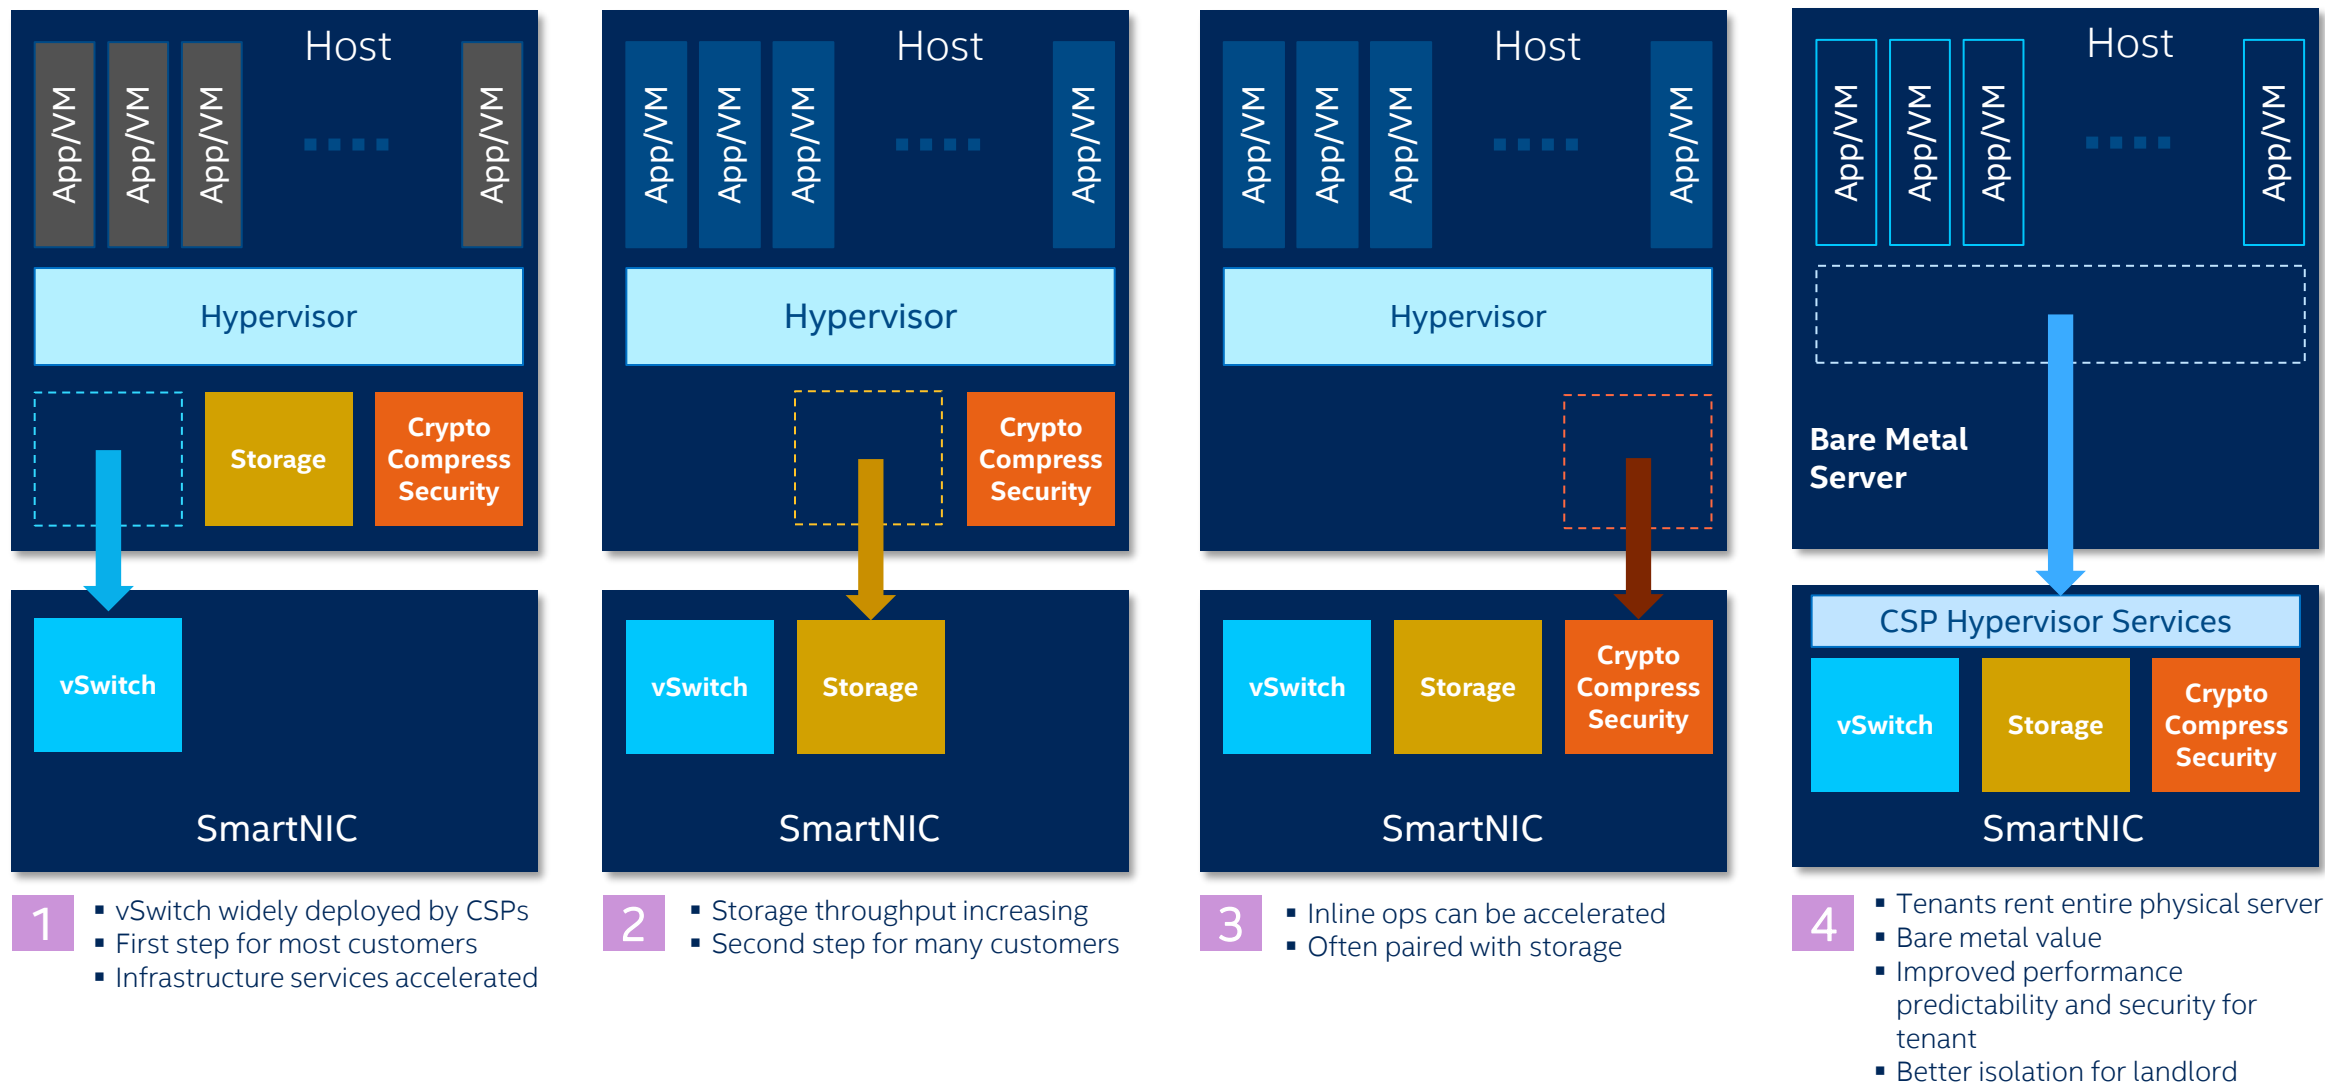 Host
App/VM
App/VM
App/VM
App/VM
Hypervisor
Storage
Crypto
Compress
Security
vSwitch
SmartNIC
1
▪ vSwitch widely deployed by CSPs
▪ First step for most customers
▪ Infrastructure services accelerated
Host
App/VM
App/VM
App/VM
App/VM
Hypervisor
Crypto
Compress
Security
vSwitch
Storage
SmartNIC
2
▪ Storage throughput increasing
▪ Second step for many customers
Host
App/VM
App/VM
App/VM
App/VM
Hypervisor
vSwitch
Storage
Crypto
Compress
Security
SmartNIC
3
▪ Inline ops can be accelerated
▪ Often paired with storage
Host
App/VM
App/VM
App/VM
App/VM
Bare Metal
Server
CSP Hypervisor Services
vSwitch
Storage
Crypto
Compress
Security
SmartNIC
4
▪ Tenants rent entire physical server
▪ Bare metal value
▪ Improved performance
predictability and security for
tenant
▪ Better isolation for landlord